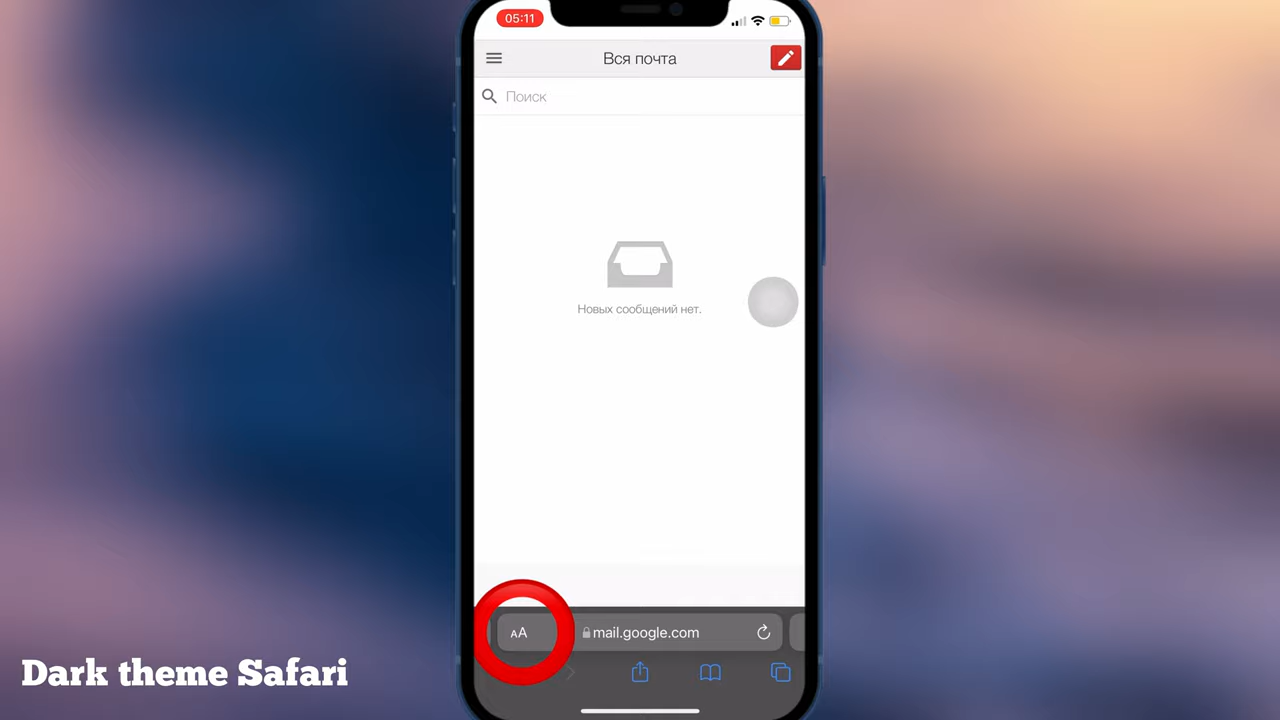 05:11
Вся почта
Поиск
Новых сообщений нет.
AA
mail.google.com
Dark theme Safari